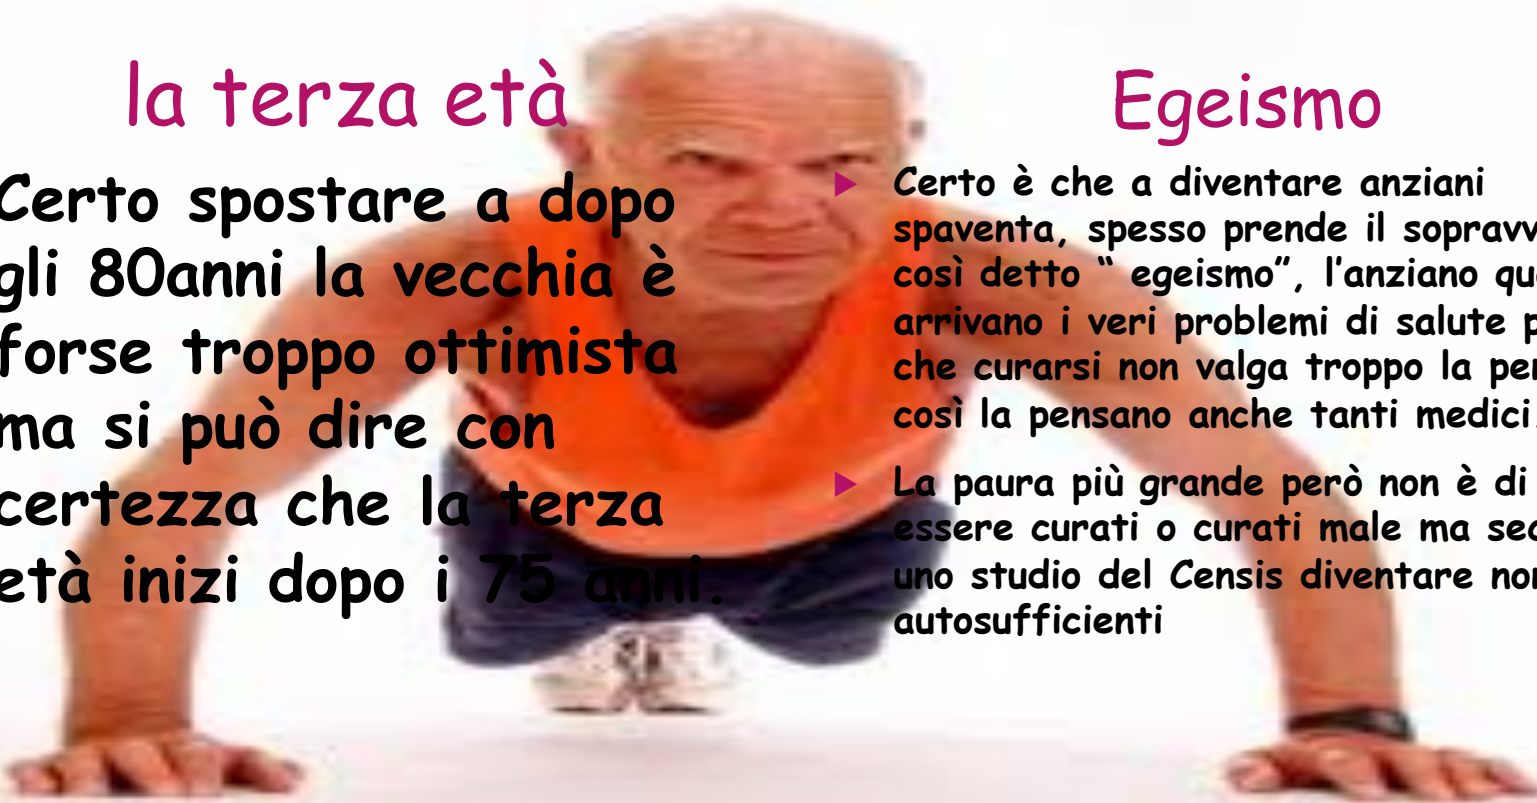 la terza età
Certo spostare a dopo
gli 80anni la vecchia è
forse troppo ottimista
ma si può dire con
certezza che la terza
età inizi dopo i 75 anni.
Egeismo
Certo è che a diventare anziani
spaventa, spesso prende il
così detto “ egeismo”, l’anziano
arrivano i veri problemi di salute
che curarsi non valga troppo la
così la pensano anche tanti medici.
La paura più grande però non è di
essere curati o curati male ma
uno studio del Censis diventare
autosufficienti